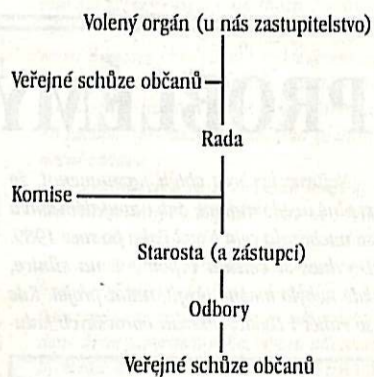 Volený orgán (u nás zastupitelstvo)
Veřejné schůze občanů
Rada
Komise
Starosta (a zástupci)
Odbory
Veřejné schůze občanů